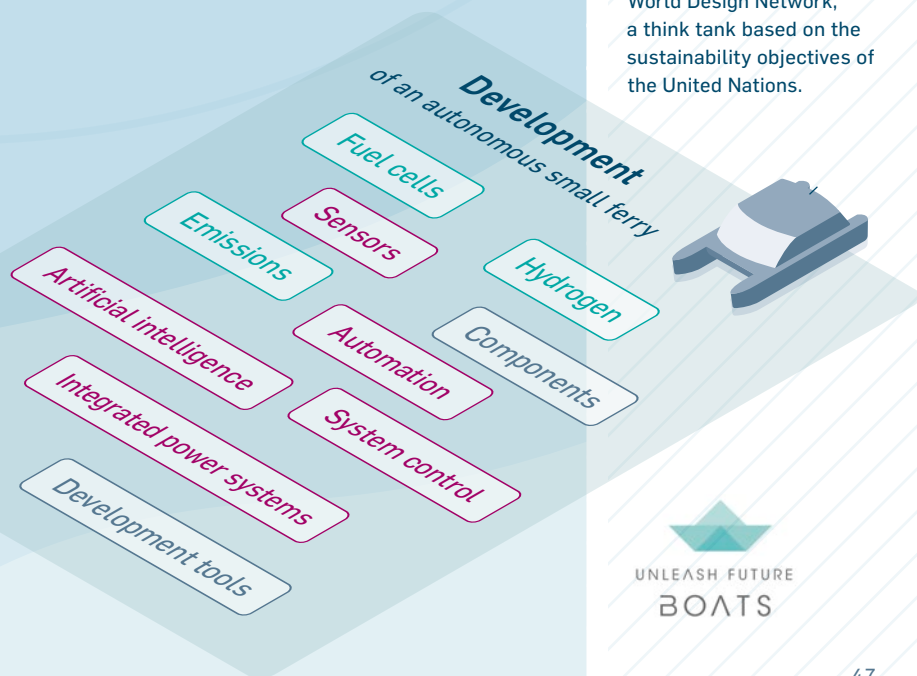 World Design Network,
a think tank based on the
sustainability objectives of
the United Nations.
Development
of an autonomous small ferry
Fuel cells
Sensors
Emissions
Hydrogen
Artificial intelligence
Automation
Components
Integrated power systems
System control
Development tools
UNLEASH FUTURE
BOATS
47